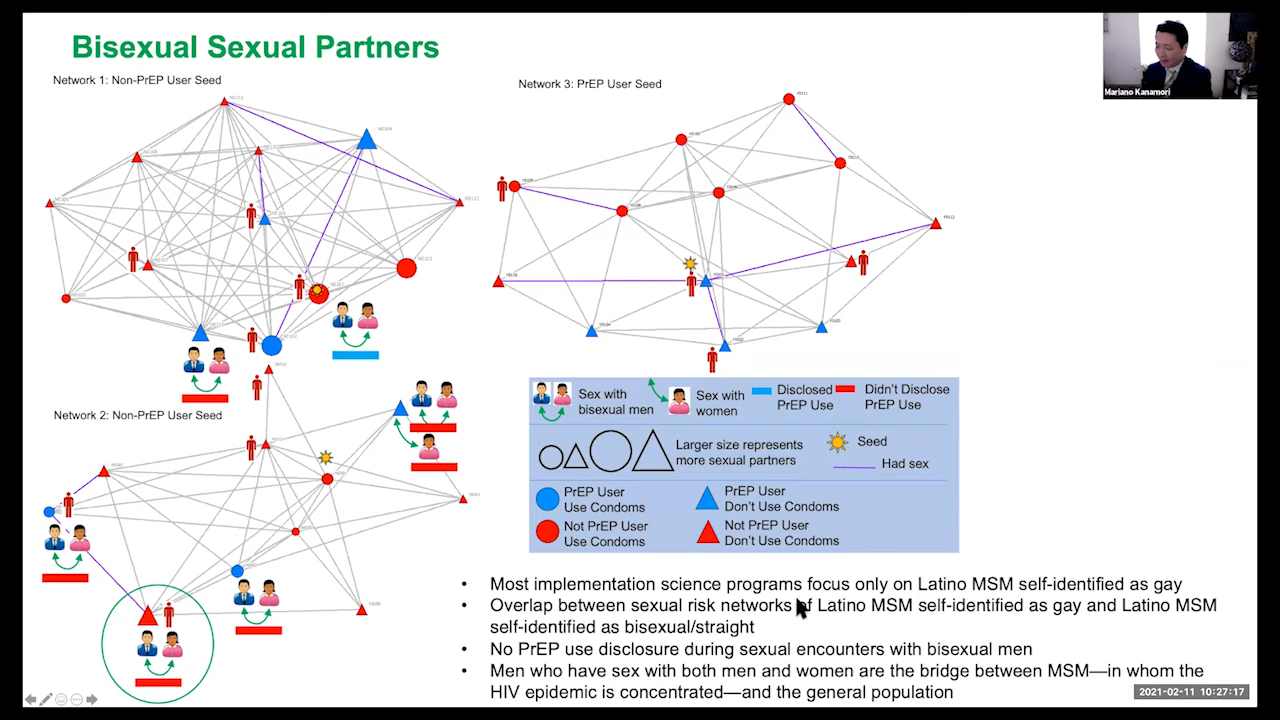 Bisexual Sexual Partners
Mariano Kanamori
Network 1: Non-PrEP User Seed
Network 3: PrEP User Seed
Network 2: Non-PrEP User Seed
Sex with
bisexual men
Sex with
women
Disclosed
PrEP Use
Didn't Disclose
PrEP Use
Larger size represents
more sexual partners
Seed
Had sex
PrEP User
Use Condoms
PrEP User
Don't Use Condoms
Not PrEP User
Use Condoms
Not PrEP User
Don't Use Condoms
• Most implementation science programs focus only on Latino MSM self-identified as gay
• Overlap between sexual risk networks of Latino MSM self-identified as gay and Latino MSM
self-identified as bisexual/straight
• No PrEP use disclosure during sexual encounters with bisexual men
• Men who have sex with both men and women are the bridge between MSM—in whom the
HIV epidemic is concentrated—and the general population
2021-02-11 10:27:17